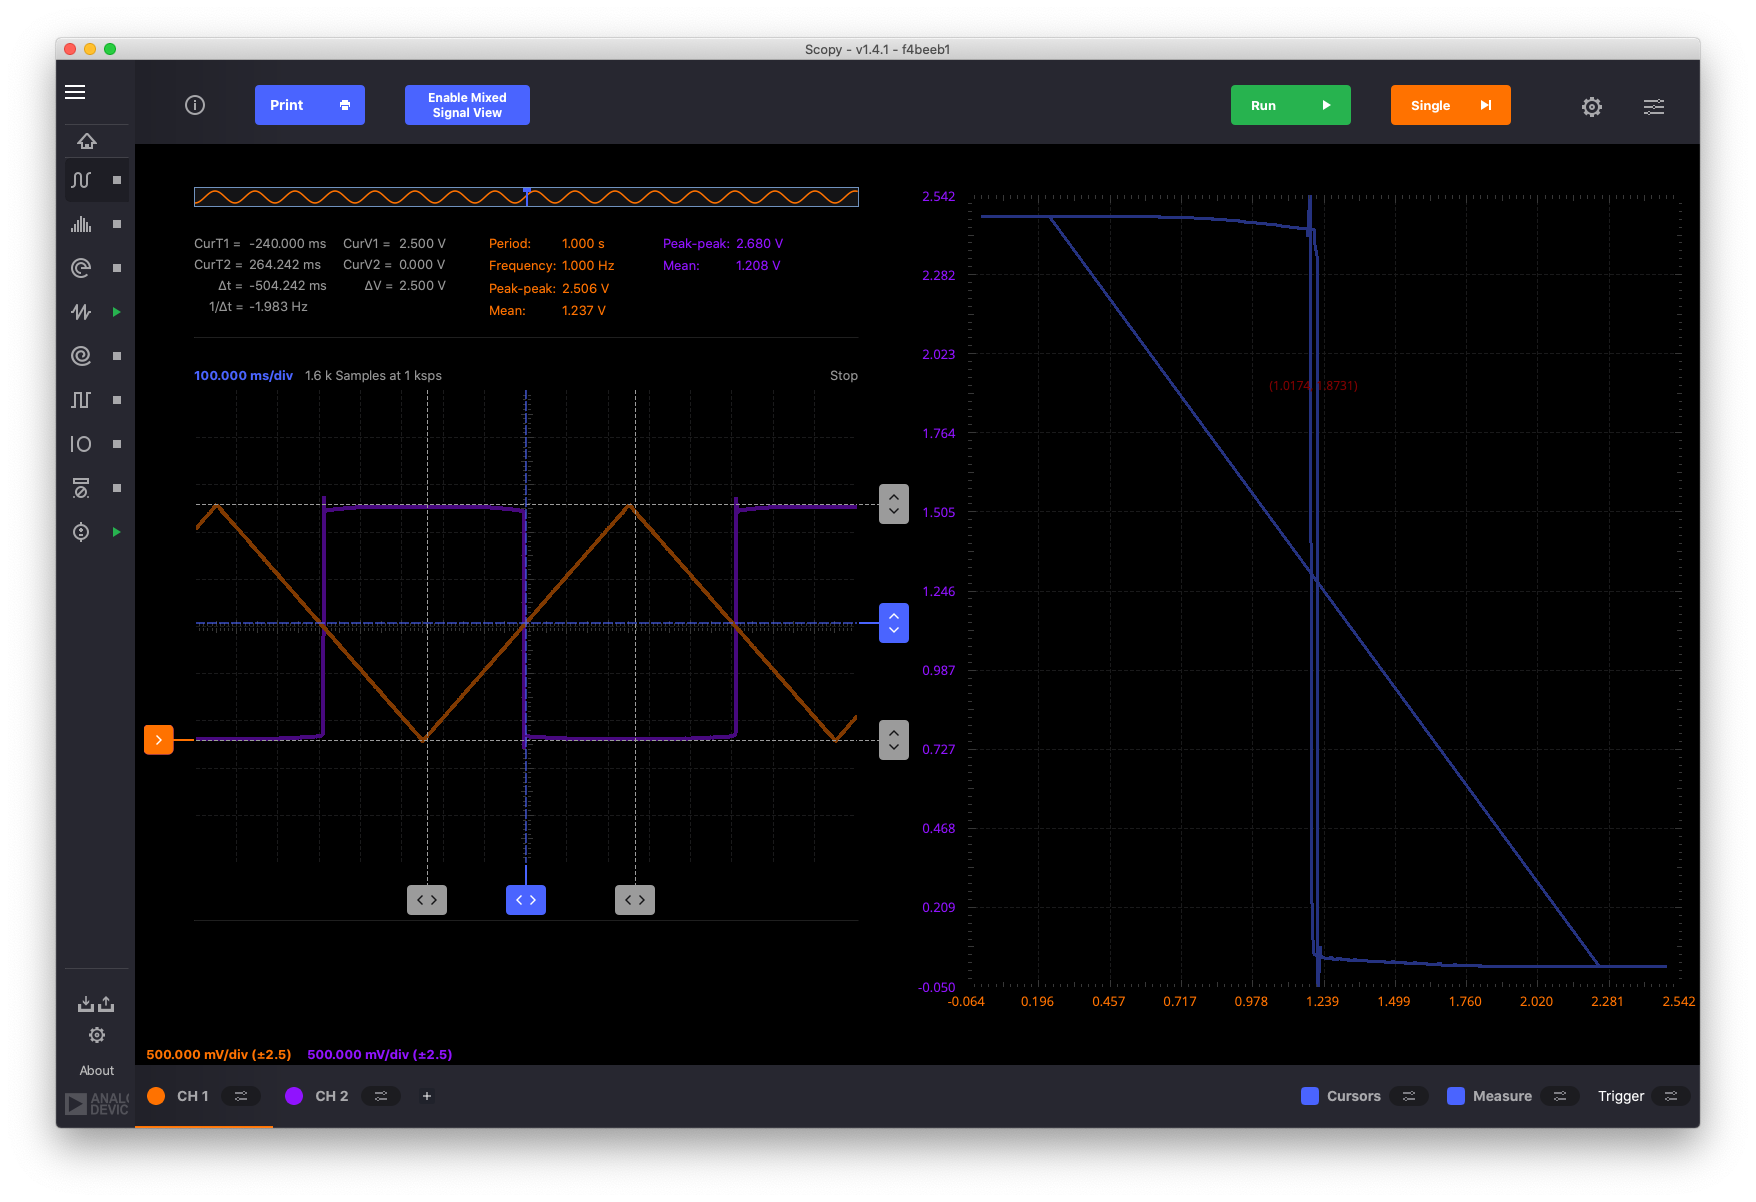 Scopy - v1.4.1 - f4beeb1
Print
Enable Mixed
Signal View
Run
Single
CurT1 = -240.000 ms CurV1 = 2.500 V
CurT2 = 264.242 ms CurV2 = 0.000 V
Δt = -504.242 ms ΔV = 2.500 V
1/Δt = -1.983 Hz
Period: 1.000 s
Frequency: 1.000 Hz
Peak-peak: 2.506 V
Mean: 1.237 V
Peak-peak: 2.680 V
Mean: 1.208 V
100.000 ms/div 1.6 k Samples at 1 ksps Stop
2.542
2.282
2.023
1.764
1.505
1.246
0.987
0.727
0.468
0.209
-0.050
-0.064 0.196 0.457 0.717 0.978 1.239 1.499 1.760 2.020 2.281 2.542
500.000 mV/div (±2.5) 500.000 mV/div (±2.5)
About
CH 1
CH 2
+
Cursors
Measure
Trigger